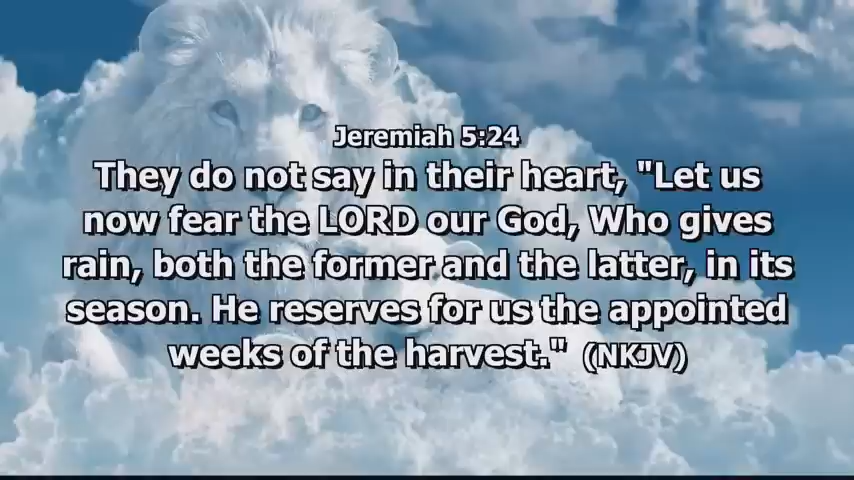 Jeremiah 5:24
They do not say in their heart, "Let us
now fear the LORD our God, Who gives
rain, both the former and the latter, in its
season. He reserves for us the appointed
weeks of the harvest." (NKJV)